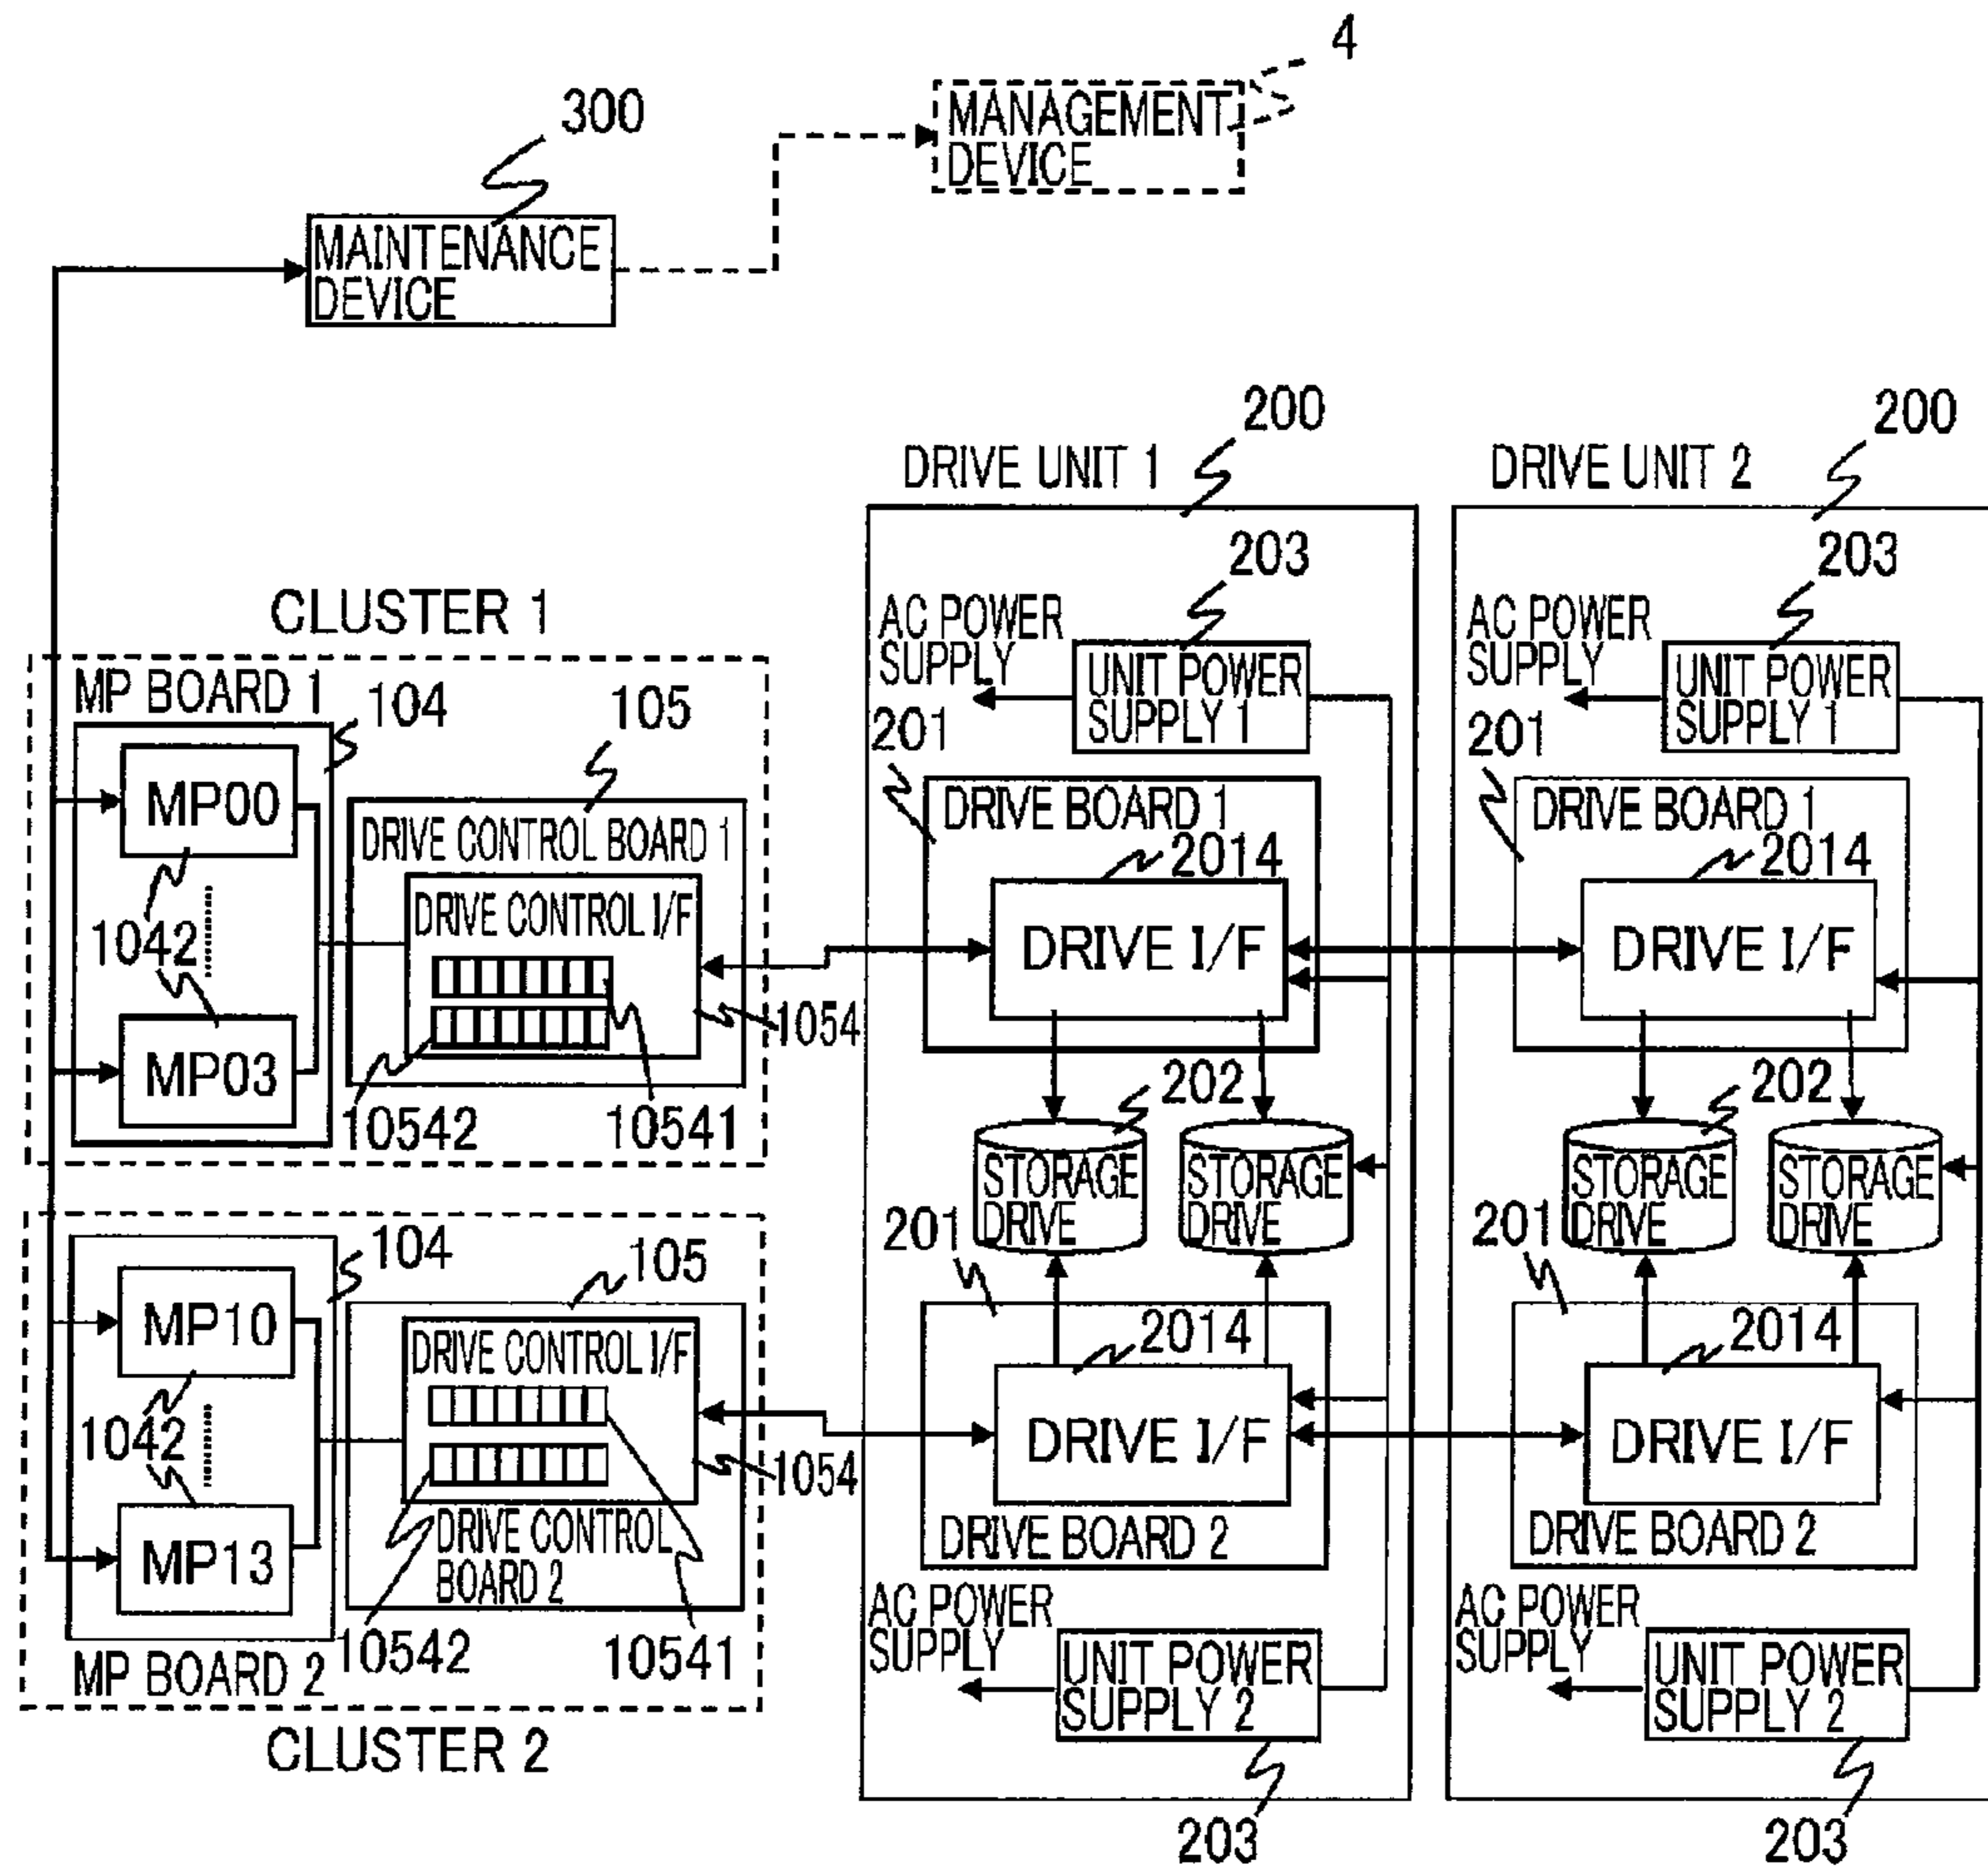 4
MANAGEMENT
DEVICE
300
MAINTENANCE
DEVICE
200
DRIVE UNIT 1
200
DRIVE UNIT 2
CLUSTER 1
MP BOARD 1
104
MP00
1042
MP03
105
DRIVE CONTROL BOARD 1
DRIVE CONTROL I/F
1054
10542
10541
104
MP10
1042
MP13
MP BOARD 2
105
DRIVE CONTROL I/F
1054
DRIVE CONTROL
BOARD 2
10542
10541
CLUSTER 2
203
AC POWER
SUPPLY
UNIT POWER
SUPPLY 1
201
DRIVE BOARD 1
2014
DRIVE I/F
202
STORAGE
DRIVE
STORAGE
DRIVE
201
2014
DRIVE I/F
DRIVE BOARD 2
AC POWER
SUPPLY
UNIT POWER
SUPPLY 2
203
203
AC POWER
SUPPLY
UNIT POWER
SUPPLY 1
201
DRIVE BOARD 1
2014
DRIVE I/F
202
STORAGE
DRIVE
STORAGE
DRIVE
201
2014
DRIVE I/F
DRIVE BOARD 2
AC POWER
SUPPLY
UNIT POWER
SUPPLY 2
203